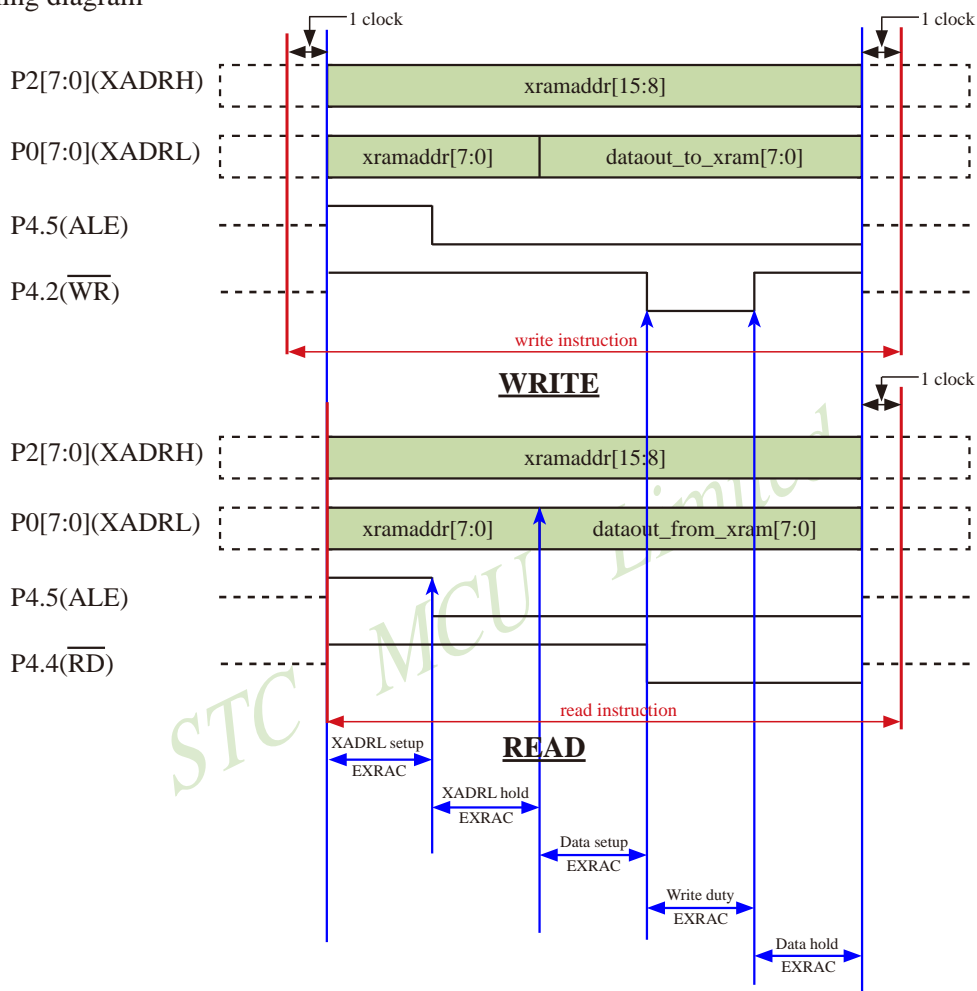 ing diagram
1 clock
1 clock
P2[7:0](XADRH)
xramaddr[15:8]
P0[7:0](XADRL)
xramaddr[7:0]
dataout_to_xram[7:0]
P4.5(ALE)
P4.2(W̅R̅)
write instruction
WRITE
1 clock
P2[7:0](XADRH)
xramaddr[15:8]
P0[7:0](XADRL)
xramaddr[7:0]
dataout_from_xram[7:0]
P4.5(ALE)
P4.4(R̅D̅)
STC MCU Limited
read instruction
READ
XADRL setup
EXRAC
XADRL hold
EXRAC
Data setup
EXRAC
Write duty
EXRAC
Data hold
EXRAC